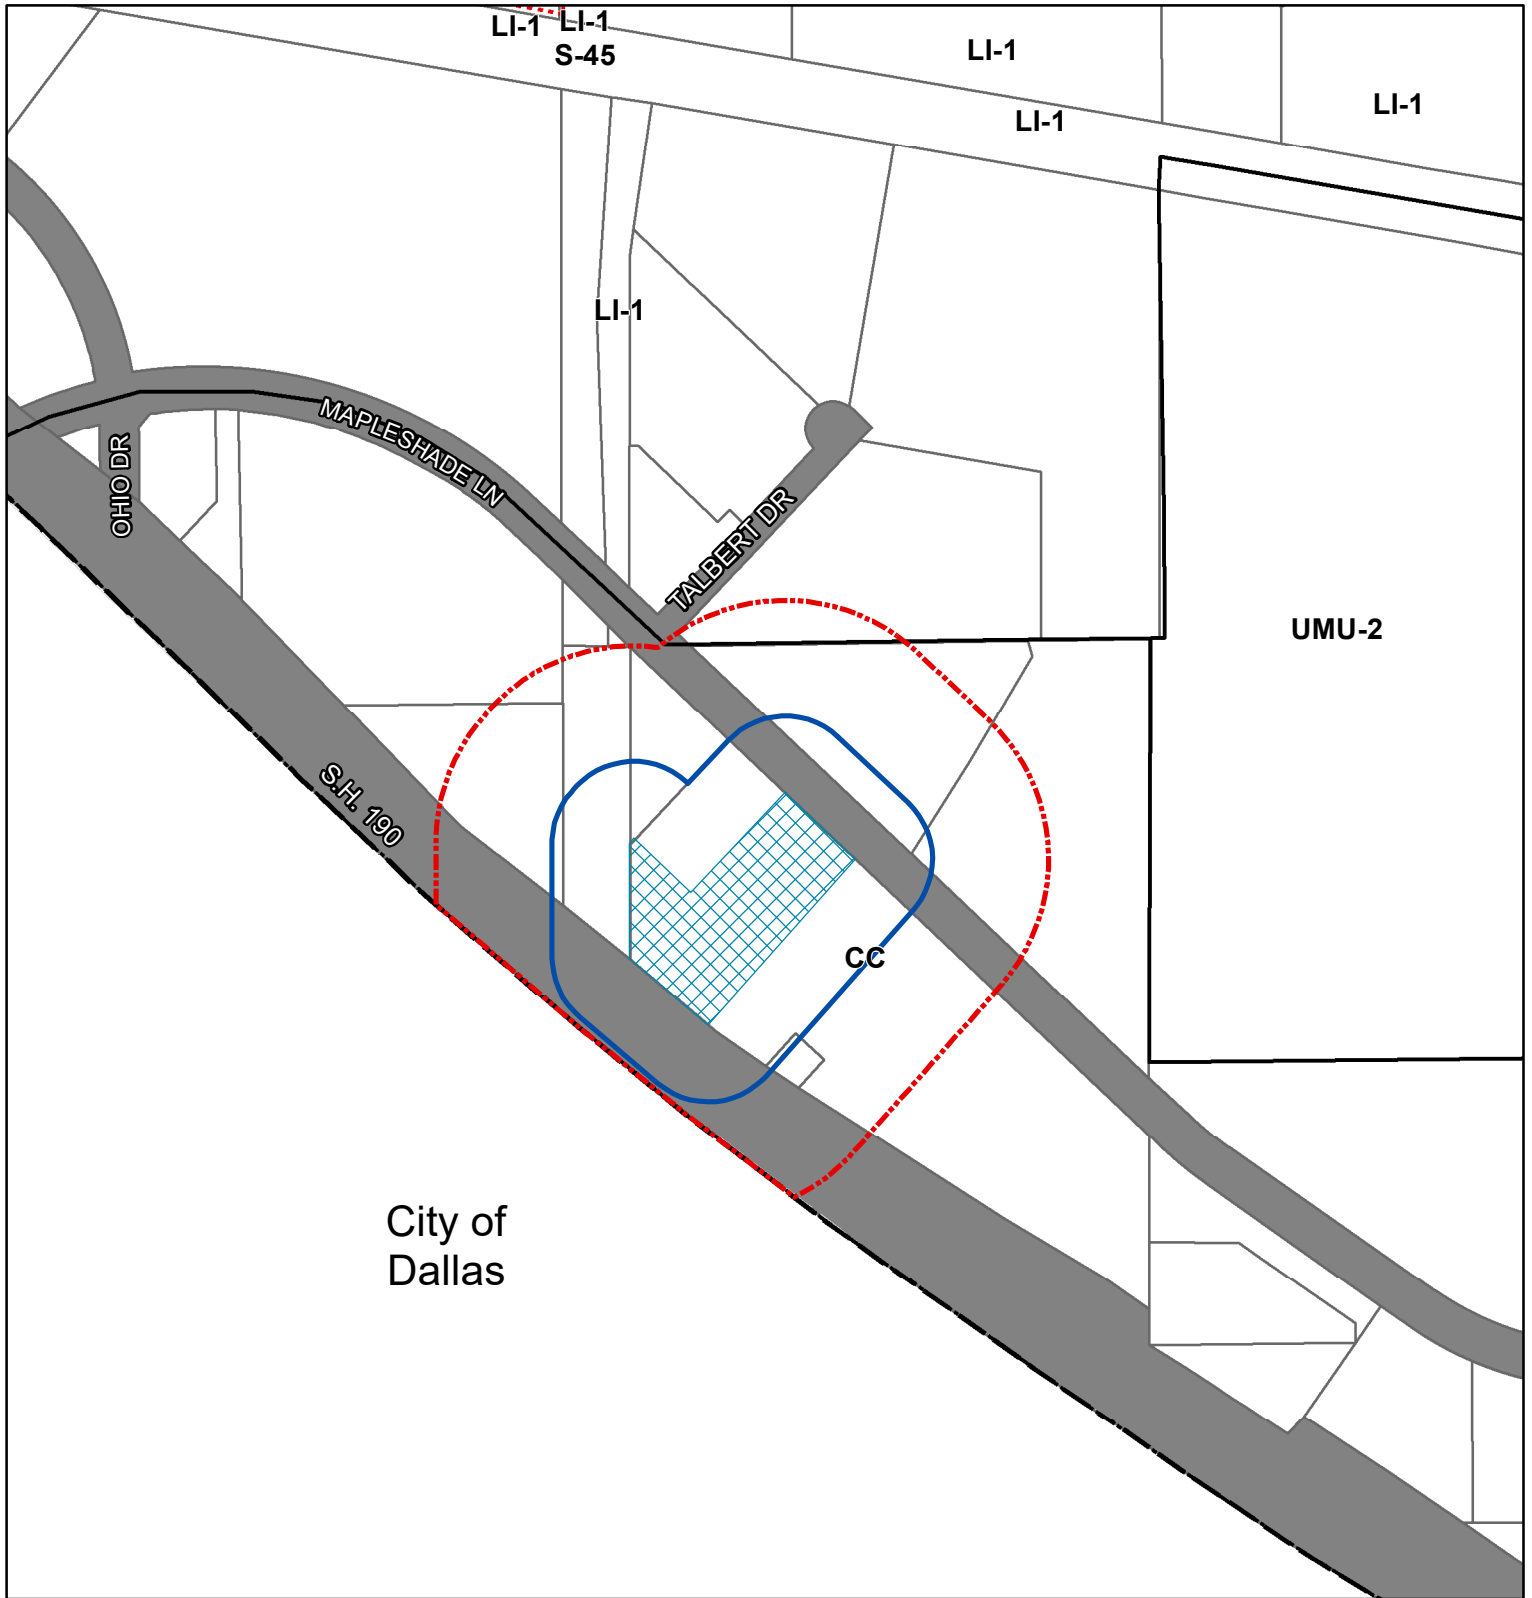 LI-1
LI-1
S-45
LI-1
LI-1
LI-1
LI-1
MAPLESHADE LN
OHIO DR
TALBERT DR
UMU-2
S.H. 190
CC
City of
Dallas